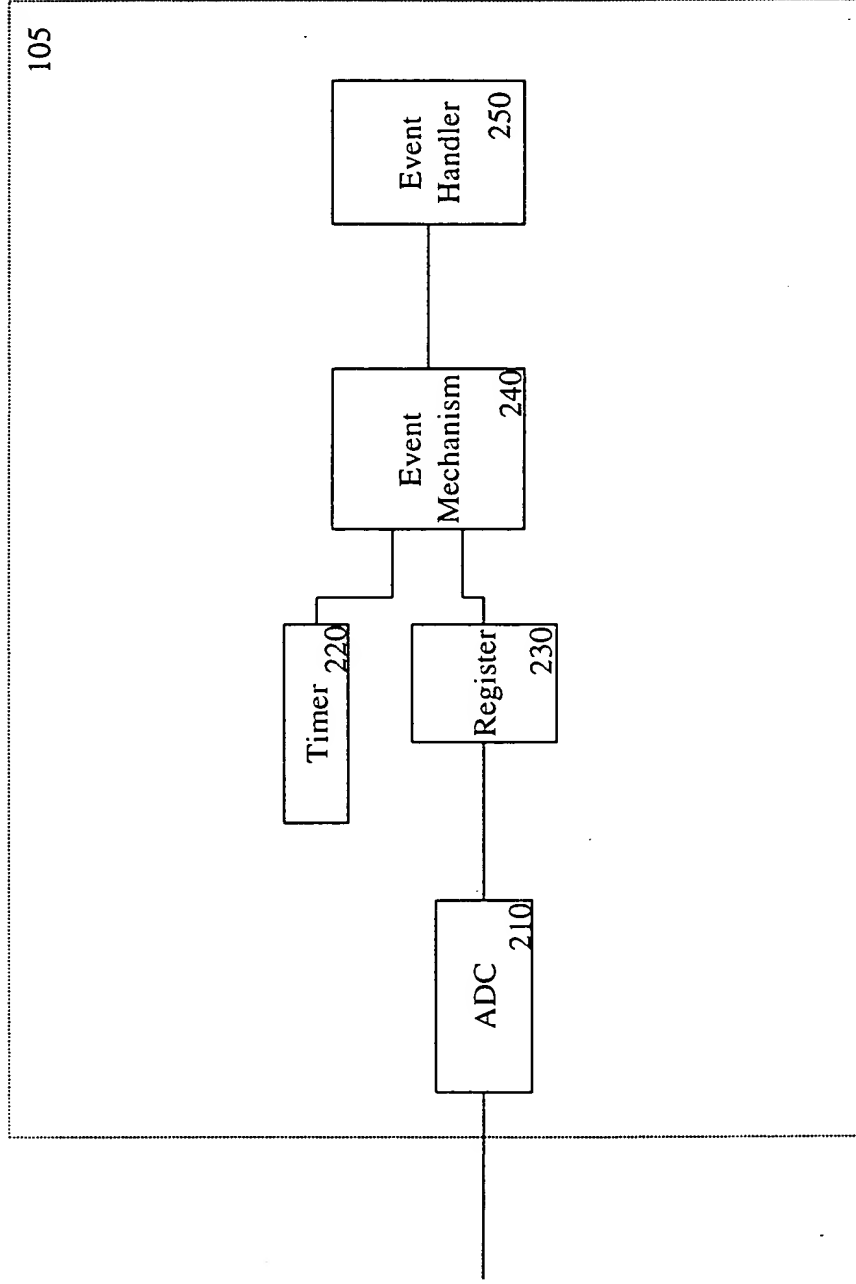 105
Event
Handler
250
Event
Mechanism
240
Timer
220
Register
230
ADC
210